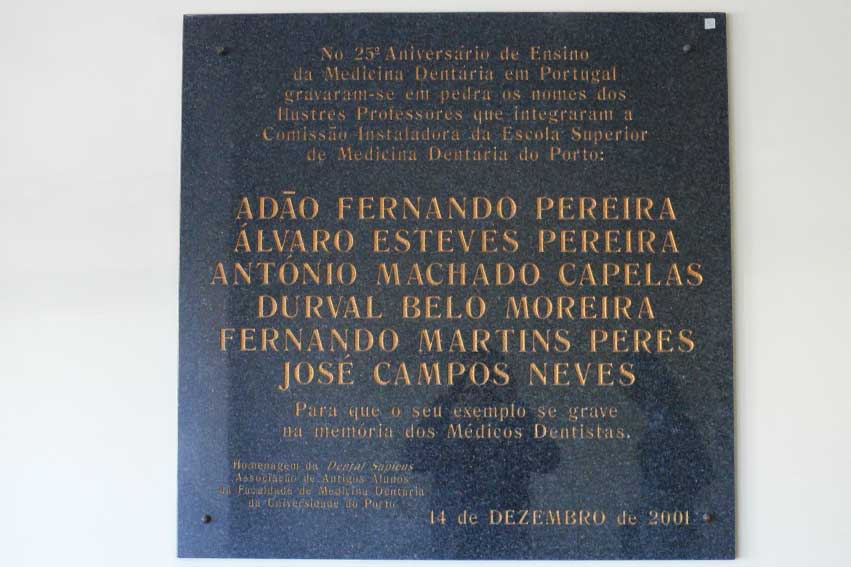 No 25º Aniversário de Ensino
da Medicina Dentária em Portugal
gravaram-se em pedra os nomes dos
Ilustres Professores que integraram a
Comissão Instaladora da Escola Superior
de Medicina Dentária do Porto:
ADÃO FERNANDO PEREIRA
ÁLVARO ESTEVES PEREIRA
ANTÓNIO MACHADO CAPELAS
DURVAL BELO MOREIRA
FERNANDO MARTINS PERES
JOSÉ CAMPOS NEVES
Para que o seu exemplo se grave
na memória dos Médicos Dentistas.
Homenagem da Dental Sapiens
Associação de Antigos Alunos
da Faculdade de Medicina Dentária
da Universidade do Porto
14 de DEZEMBRO de 2001